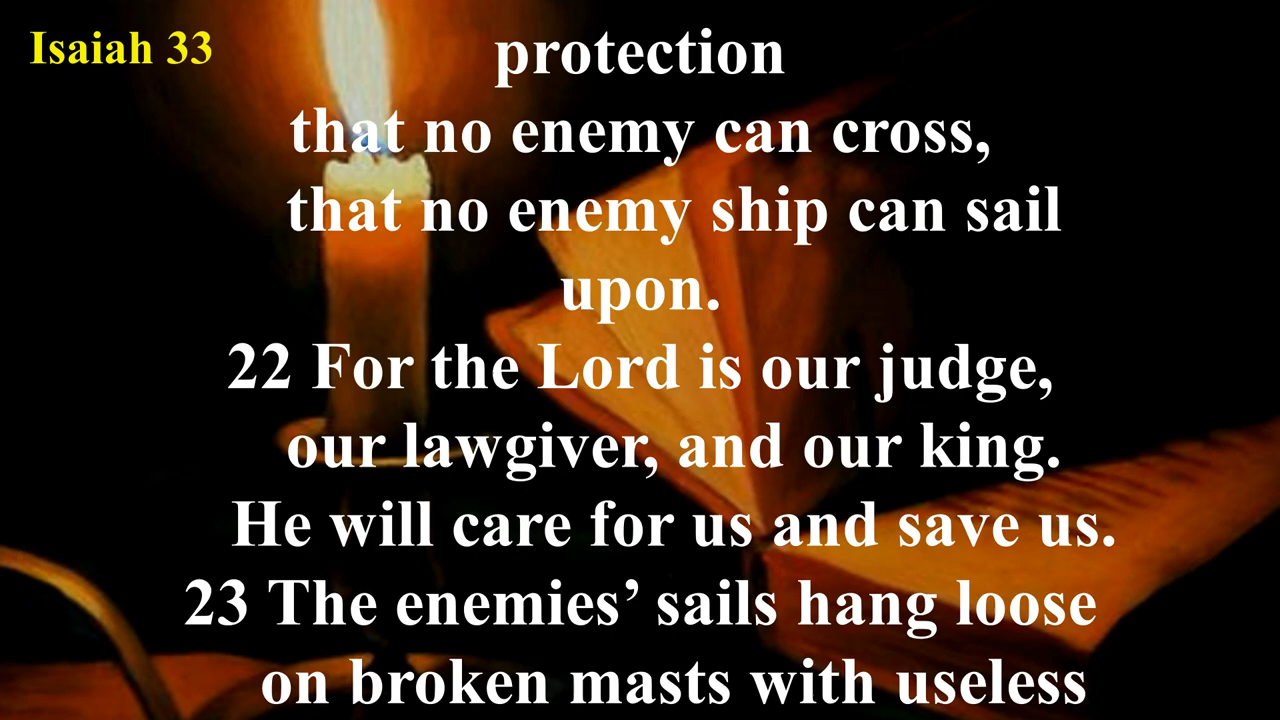 Isaiah 33
protection
that no enemy can cross,
that no enemy ship can sail
upon.
22 For the Lord is our judge,
our lawgiver, and our king.
He will care for us and save us.
23 The enemies’ sails hang loose
on broken masts with useless